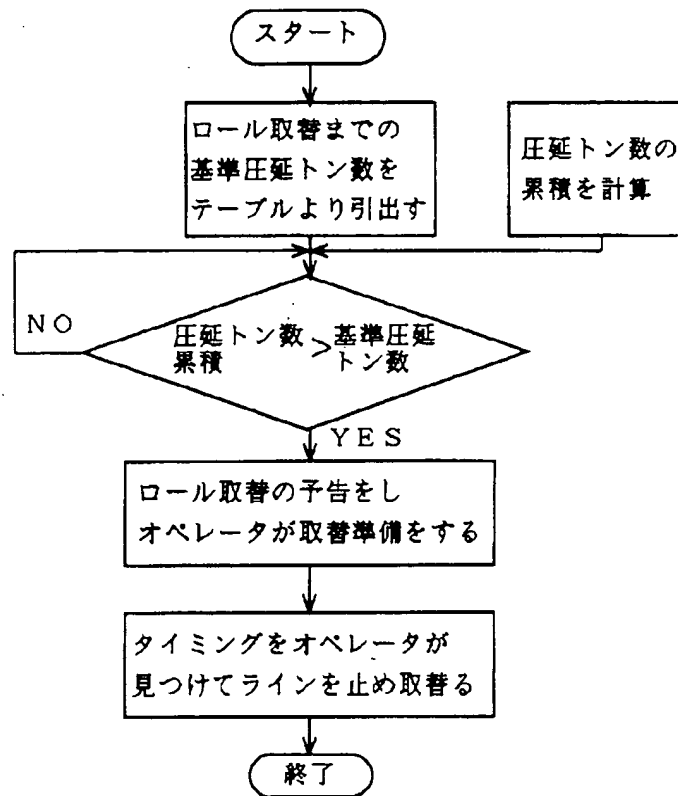 スタート
ロール取替までの
基準圧延トン数を
テーブルより引出す
圧延トン数の
累積を計算
NO
圧延トン数
累積
>
基準圧延
トン数
YES
ロール取替の予告をし
オペレータが取替準備をする
タイミングをオペレータが
見つけてラインを止め取替る
終了